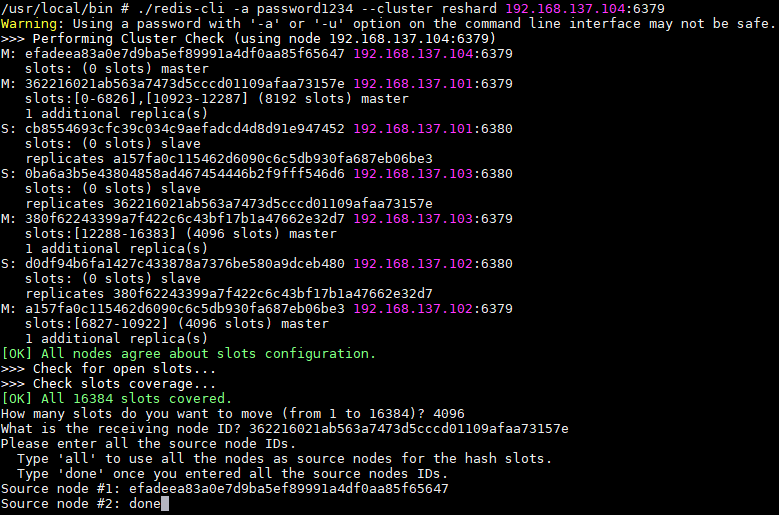 /usr/local/bin # ./redis-cli -a password1234 --cluster reshard 192.168.137.104:6379
Warning: Using a password with '-a' or '-u' option on the command line interface may not be safe.
>>> Performing Cluster Check (using node 192.168.137.104:6379)
M: efadeea83a0e7d9ba5ef89991a4df0aa85f65647 192.168.137.104:6379
slots: (0 slots) master
M: 362216021ab563a7473d5cccd01109afaa73157e 192.168.137.101:6379
slots:[0-6826],[10923-12287] (8192 slots) master
1 additional replica(s)
S: cb8554693cfc39c034c9aefadcd4d8d91e947452 192.168.137.101:6380
slots: (0 slots) slave
replicates a157fa0c115462d6090c6c5db930fa687eb06be3
S: 0ba6a3b5e43804858ad467454446b2f9fff546d6 192.168.137.103:6380
slots: (0 slots) slave
replicates 362216021ab563a7473d5cccd01109afaa73157e
M: 380f62243399a7f422c6c43bf17b1a47662e32d7 192.168.137.103:6379
slots:[12288-16383] (4096 slots) master
1 additional replica(s)
S: d0df94b6fa1427c433878a7376be580a9dceb480 192.168.137.102:6380
slots: (0 slots) slave
replicates 380f62243399a7f422c6c43bf17b1a47662e32d7
M: a157fa0c115462d6090c6c5db930fa687eb06be3 192.168.137.102:6379
slots:[6827-10922] (4096 slots) master
1 additional replica(s)
[OK] All nodes agree about slots configuration.
>>> Check for open slots...
>>> Check slots coverage...
[OK] All 16384 slots covered.
How many slots do you want to move (from 1 to 16384)? 4096
What is the receiving node ID? 362216021ab563a7473d5cccd01109afaa73157e
Please enter all the source node IDs.
Type 'all' to use all the nodes as source nodes for the hash slots.
Type 'done' once you entered all the source nodes IDs.
Source node #1: efadeea83a0e7d9ba5ef89991a4df0aa85f65647
Source node #2: done